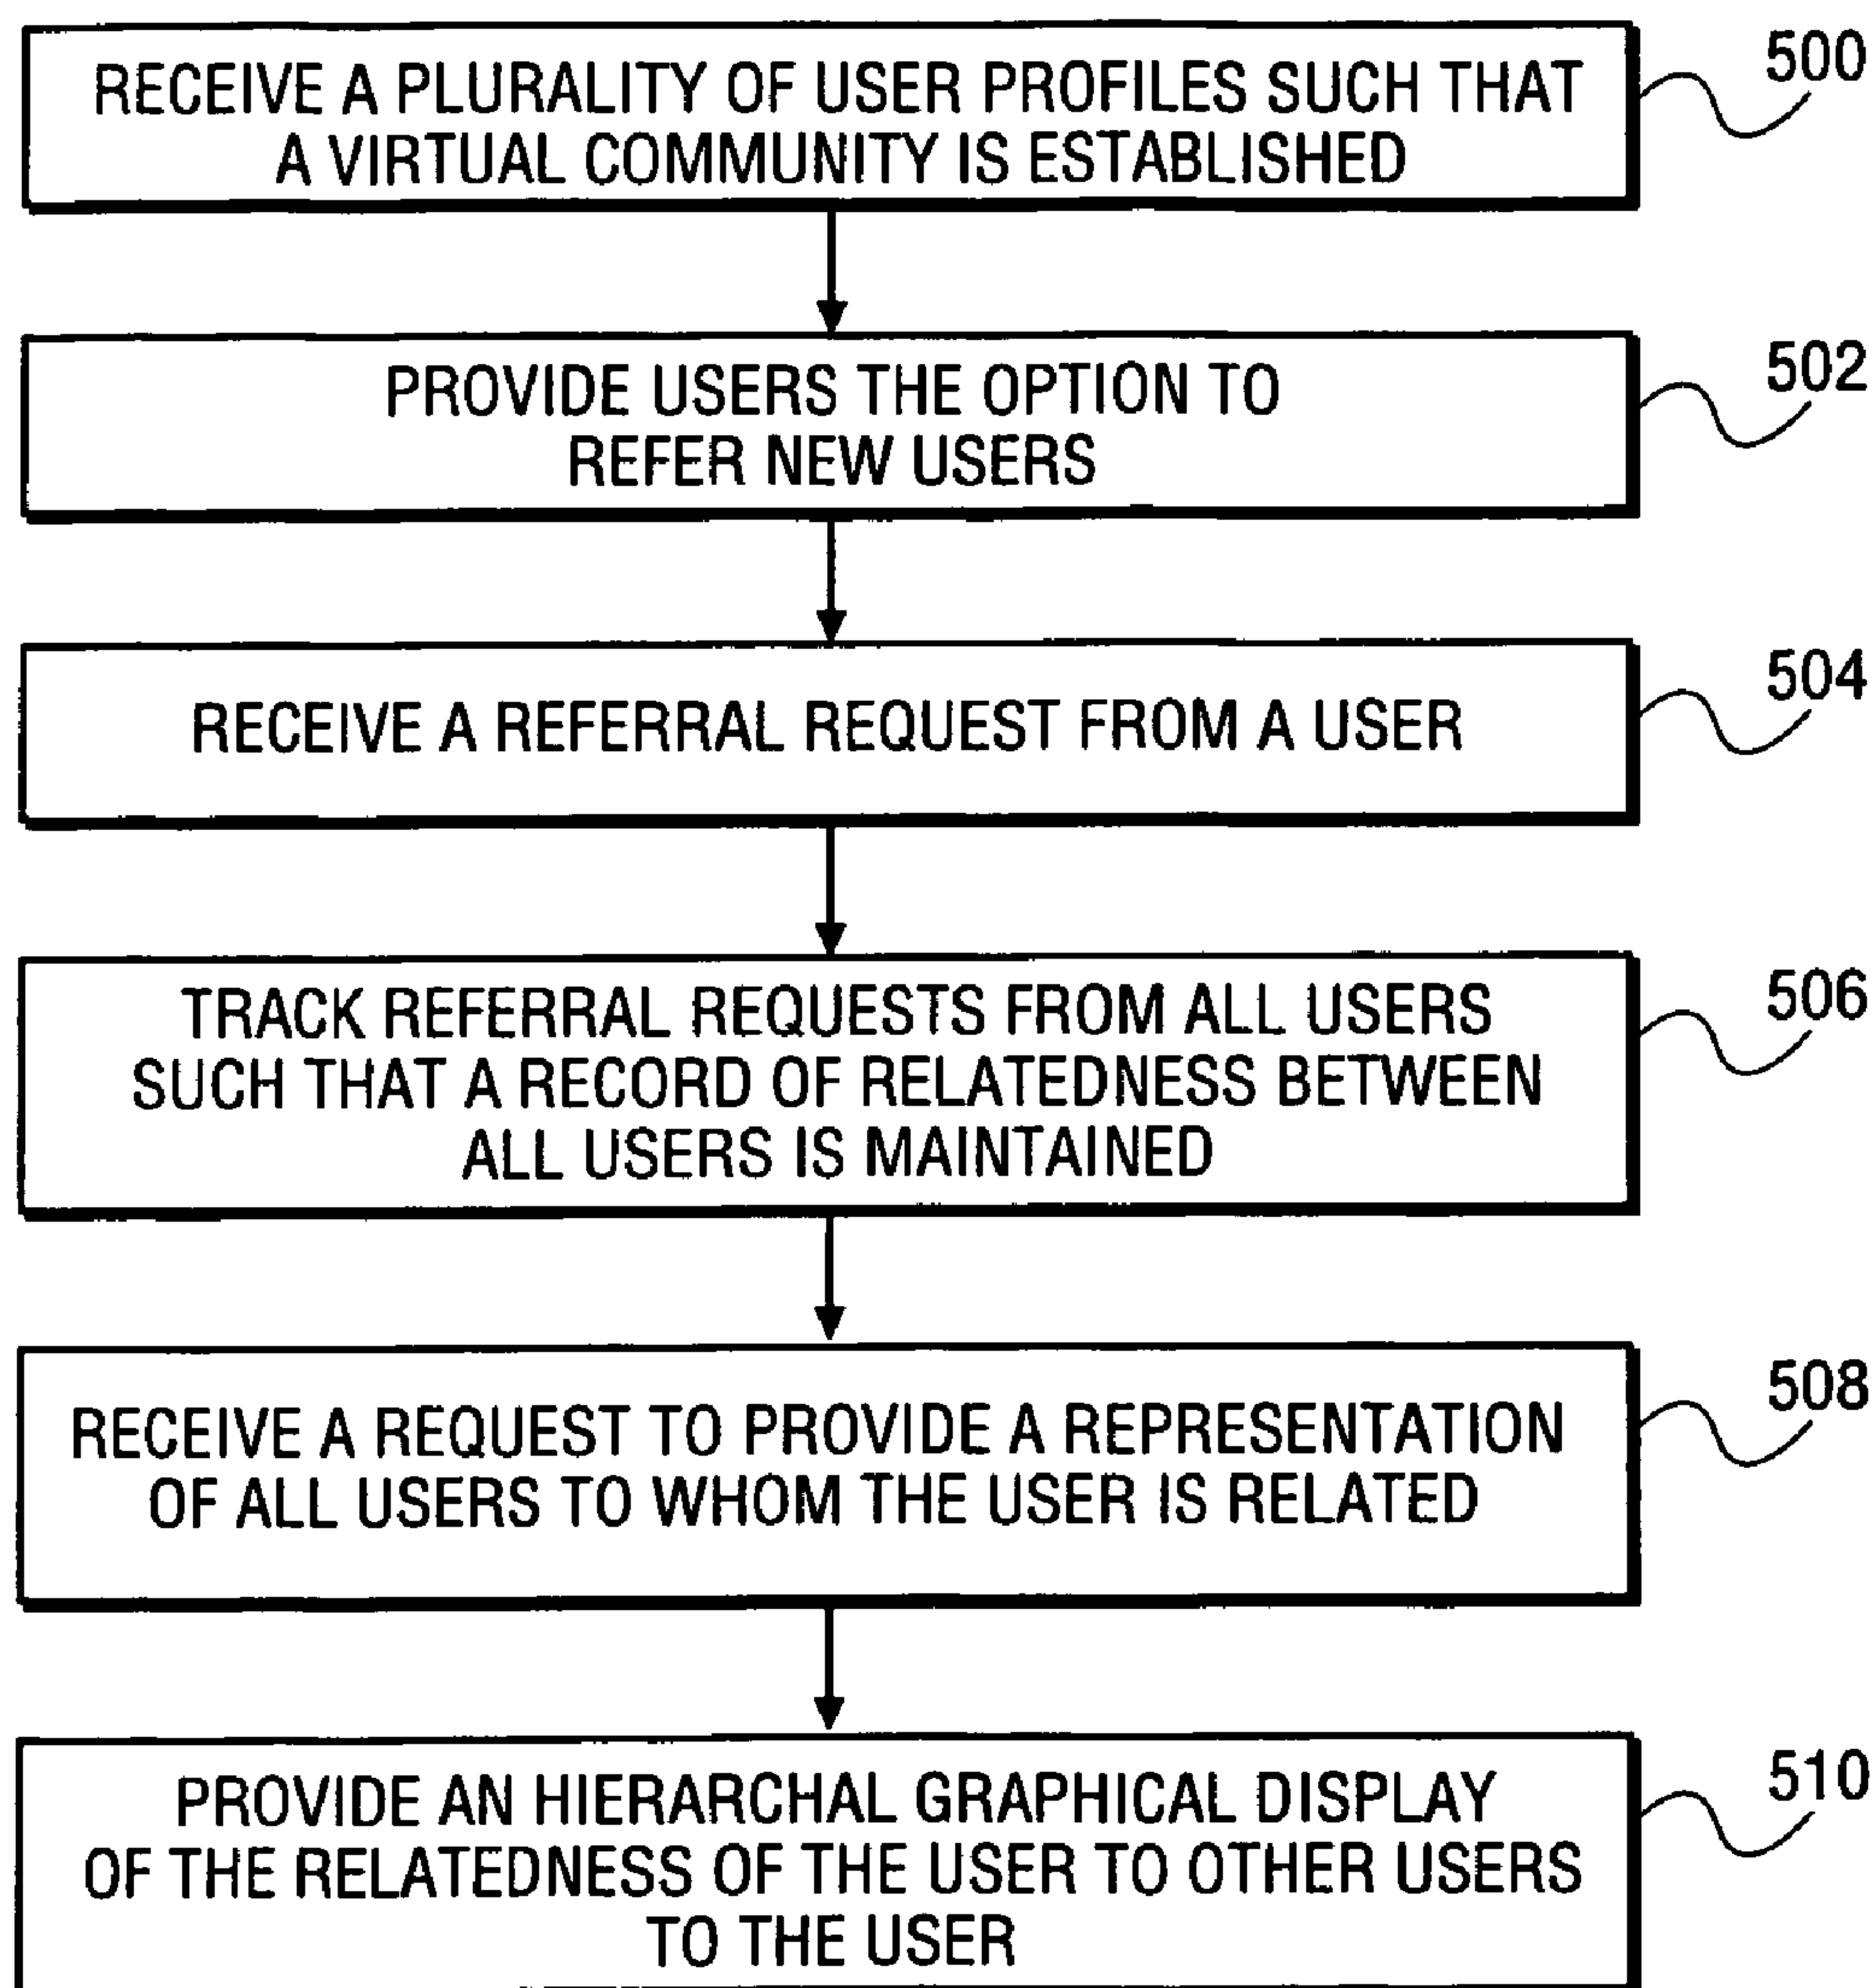 RECEIVE A PLURALITY OF USER PROFILES SUCH THAT
A VIRTUAL COMMUNITY IS ESTABLISHED
500
PROVIDE USERS THE OPTION TO
REFER NEW USERS
502
RECEIVE A REFERRAL REQUEST FROM A USER
504
TRACK REFERRAL REQUESTS FROM ALL USERS
SUCH THAT A RECORD OF RELATEDNESS BETWEEN
ALL USERS IS MAINTAINED
506
RECEIVE A REQUEST TO PROVIDE A REPRESENTATION
OF ALL USERS TO WHOM THE USER IS RELATED
508
PROVIDE AN HIERARCHAL GRAPHICAL DISPLAY
OF THE RELATEDNESS OF THE USER TO OTHER USERS
TO THE USER
510